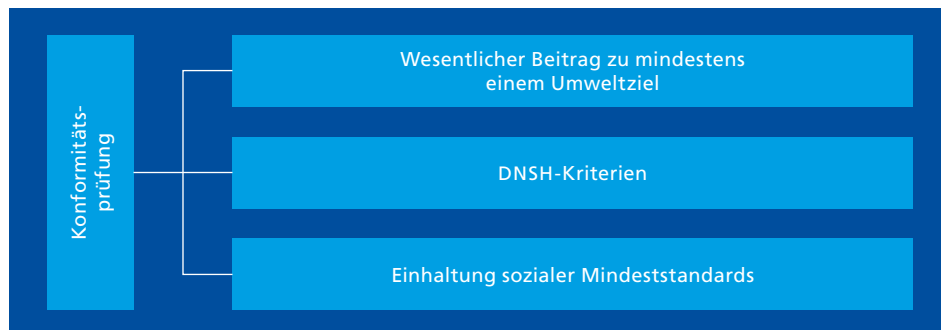 Konformitäts-
prüfung
Wesentlicher Beitrag zu mindestens
einem Umweltziel
DNSH-Kriterien
Einhaltung sozialer Mindeststandards